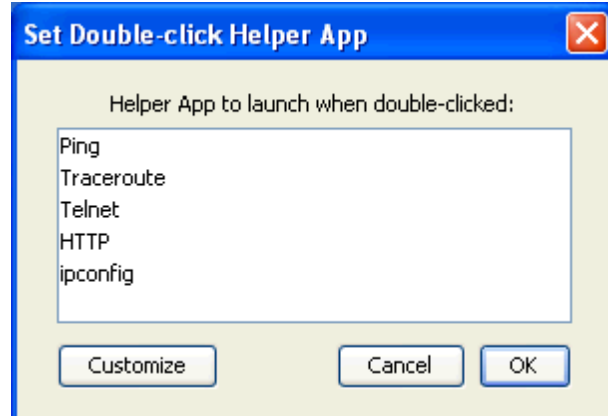 Set Double-click Helper App
Helper App to launch when double-clicked:
Ping
Traceroute
Telnet
HTTP
ipconfig
Customize Cancel OK